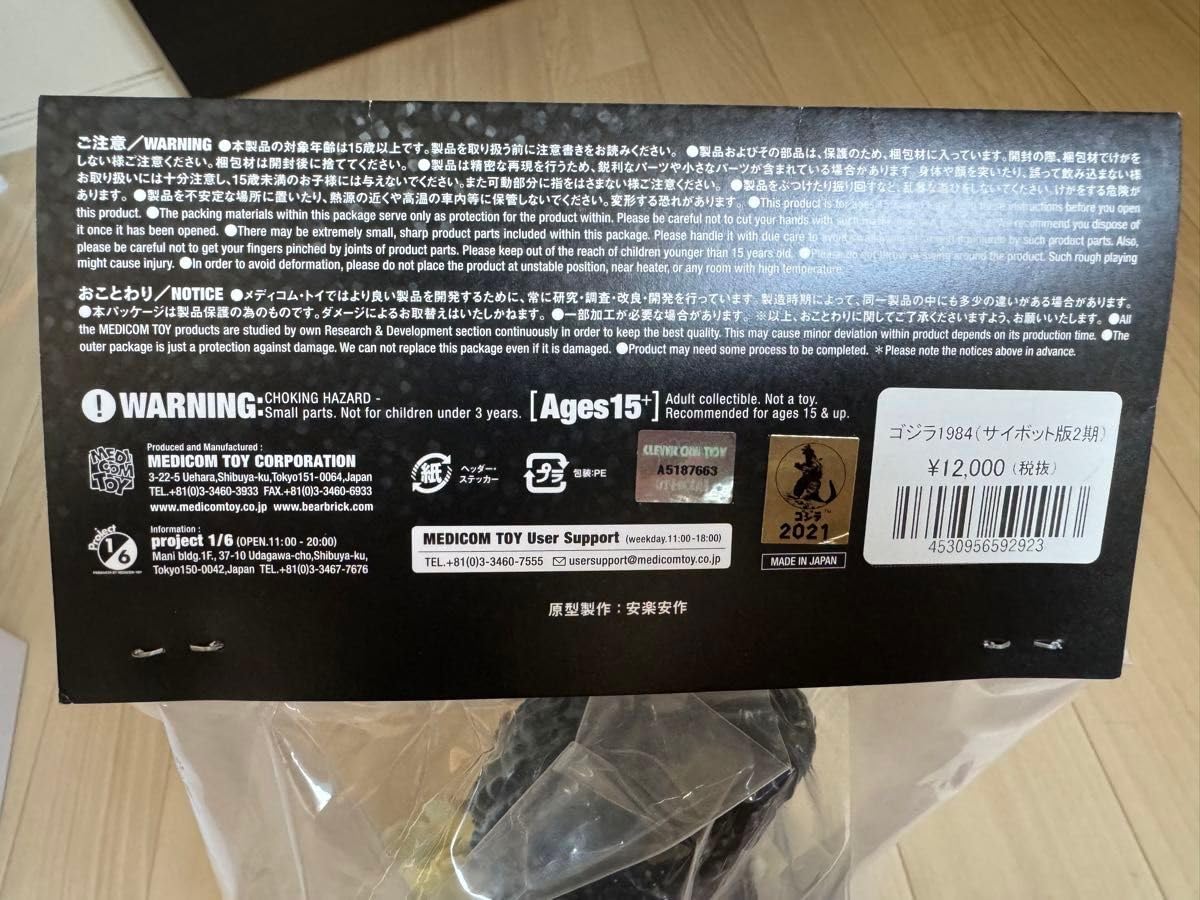 ご注意／WARNING ●本製品の対象年齢は15歳以上です。製品を取り扱う前に注意書きをお読みください。 ●製品およびその部品は、保護のため、梱包材に入っています。開封の際、梱包材でけがを
しない様ご注意ください。梱包材は開封後に捨ててください。 ●製品は精密な再現を行うため、鋭利なパーツや小さなパーツが含まれている場合があります。身体や顔を突いたり、誤って飲み込まない様
お取り扱いには十分注意し、15歳未満のお子様には与えないでください。また可動部分に指をはさまない様ご注意ください。 ●製品をぶつけたり振り回すなど、乱暴な遊びをしないでください。けがをする危険が
あります。 ●製品を不安定な場所に置いたり、熱源の近くや高温の車内等に保管しないでください。変形する恐れがあります。 ●This product is for ages instructions before you open
this product. ●The packing materials within this package serve only as protection for the product within. Please be careful not to cut your hands with such recommend you dispose of
it once it has been opened. ●There may be extremely small, sharp product parts included within this package. Please handle it with due care to avoid by such product parts. Also,
please be careful not to get your fingers pinched by joints of product parts. Please keep out of the reach of children younger than 15 years old. ●Please do not around the product. Such rough playing
might cause injury. ●In order to avoid deformation, please do not place the product at unstable position, near heater, or any room with high temperature.
おことわり／NOTICE ●メディコム・トイではより良い製品を開発するために、常に研究・調査・改良・開発を行っています。製造時期によって、同一製品の中にも多少の違いがある場合があります。
●本パッケージは製品保護の為のものです。ダメージによるお取替えはいたしかねます。 ●一部加工が必要な場合があります。 ※以上、おことわりに関してご了承くださいますよう、お願いいたします。 ●All
the MEDICOM TOY products are studied by own Research & Development section continuously in order to keep the best quality. This may cause minor deviation within product depends on its production time. ●The
outer package is just a protection against damage. We can not replace this package even if it is damaged. ●Product may need some process to be completed. ＊Please note the notices above in advance.
WARNING: CHOKING HAZARD -
Small parts. Not for children under 3 years.
[Ages15+] Adult collectible. Not a toy.
Recommended for ages 15 & up.
MEDICOM TOY
Produced and Manufactured :
MEDICOM TOY CORPORATION
3-22-5 Uehara,Shibuya-ku,Tokyo151-0064,Japan
TEL.+81(0)3-3460-3933 FAX.+81(0)3-3460-6933
www.medicomtoy.co.jp www.bearbrick.com
紙 ヘッダー・
ステッカー
プラ 包装:PE
A5187663
ゴジラ™
2021
MADE IN JAPAN
ゴジラ1984(サイボット版2期)
¥12,000 (税抜)
4530956592923
Project 1/6
Information :
project 1/6 (OPEN.11:00 - 20:00)
Mani bldg.1F., 37-10 Udagawa-cho,Shibuya-ku,
Tokyo150-0042,Japan TEL.+81(0)3-3467-7676
MEDICOM TOY User Support (weekday.11:00-18:00)
TEL.+81(0)3-3460-7555 usersupport@medicomtoy.co.jp
原型製作：安楽安作